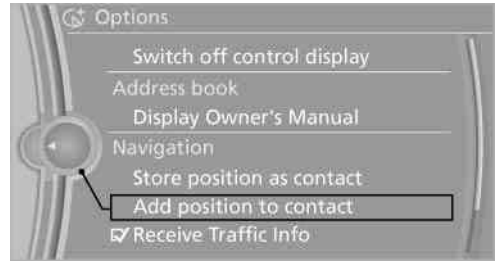 Options
Switch off control display
Address book
Display Owner's Manual
Navigation
Store position as contact
Add position to contact
Receive Traffic Info